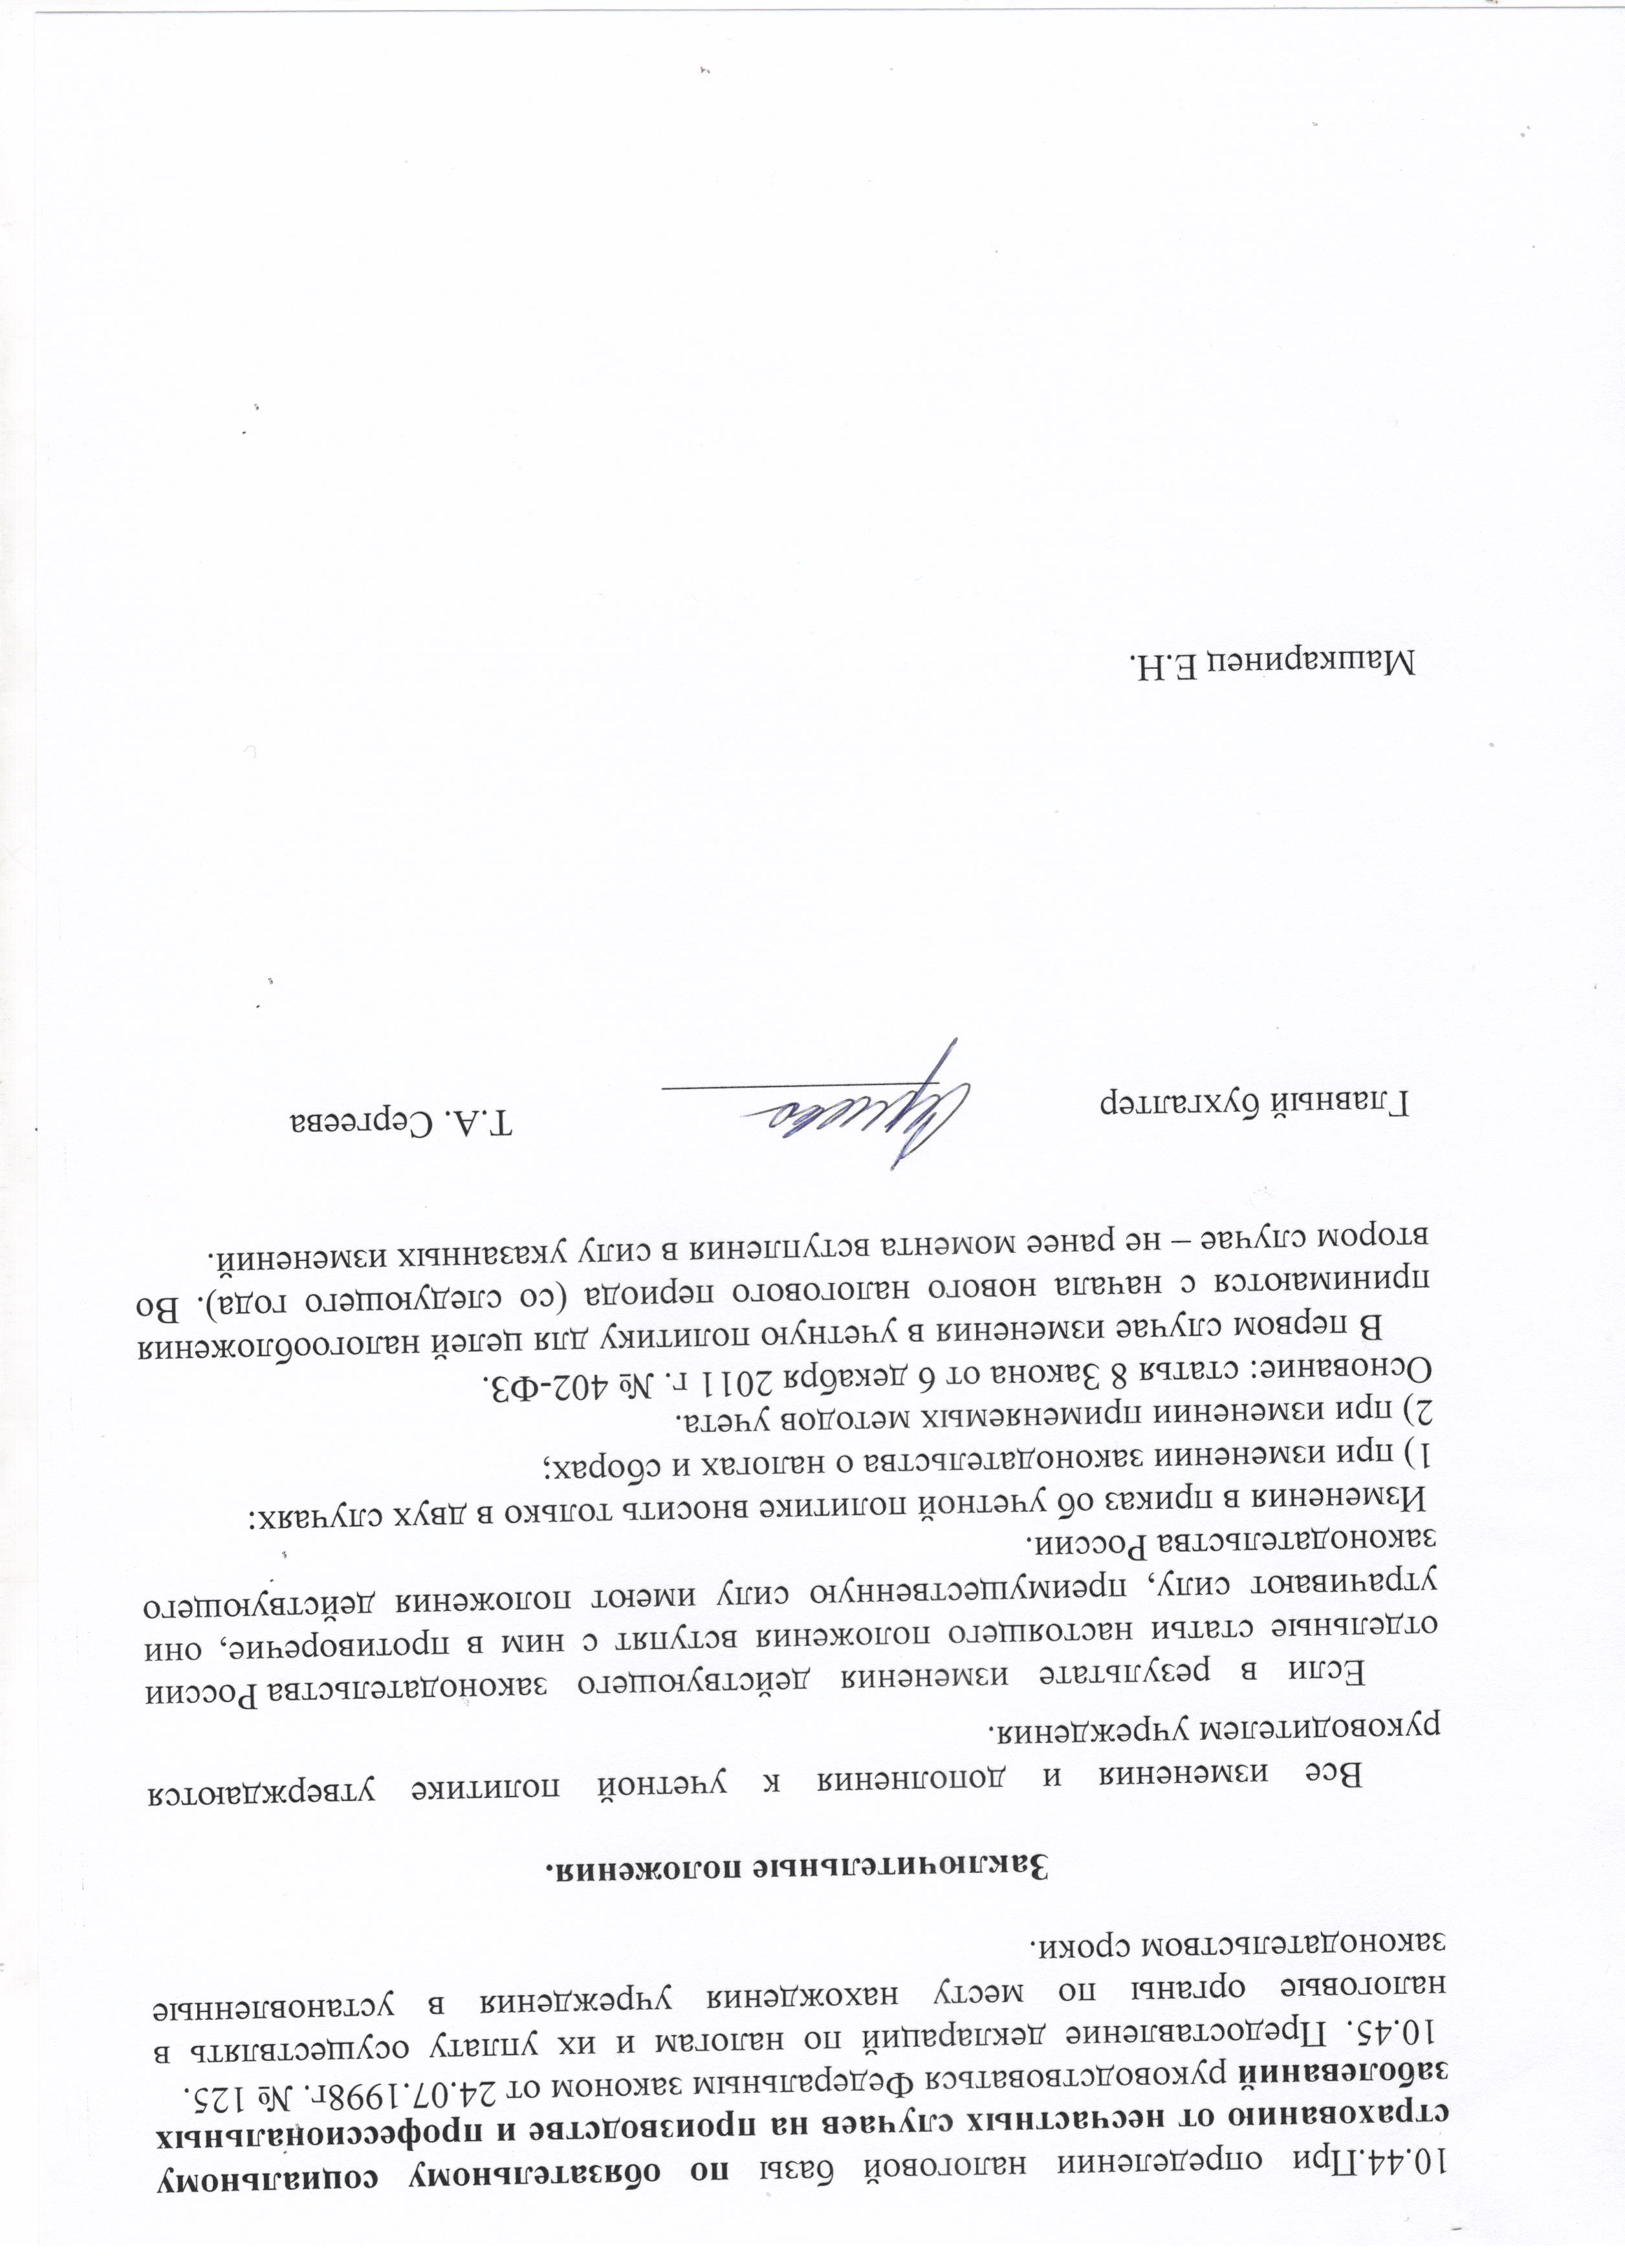 10.44.При определении налоговой базы по обязательному социальному
страхованию от несчастных случаев на производстве и профессиональных
заболеваний руководствоваться Федеральным законом от 24.07.1998г. № 125.
10.45. Предоставление деклараций по налогам и их уплату осуществлять в
налоговые органы по месту нахождения учреждения в установленные
законодательством сроки.
Заключительные положения.
Все изменения и дополнения к учетной политике утверждаются
руководителем учреждения.
Если в результате изменения действующего законодательства России
отдельные статьи настоящего положения вступят с ним в противоречие, они
утрачивают силу, преимущественную силу имеют положения действующего
законодательства России.
Изменения в приказ об учетной политике вносить только в двух случаях:
1) при изменении законодательства о налогах и сборах;
2) при изменении применяемых методов учета.
Основание: статья 8 Закона от 6 декабря 2011 г. № 402-ФЗ.
В первом случае изменения в учетную политику для целей налогообложения
принимаются с начала нового налогового периода (со следующего года). Во
втором случае – не ранее момента вступления в силу указанных изменений.
Главный бухгалтер Т.А. Сергеева
Машкаринец Е.Н.